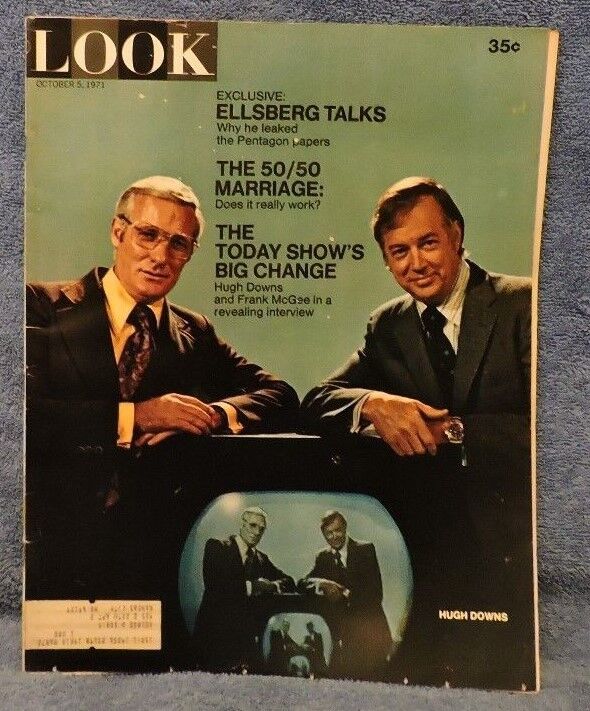 LOOK
35¢
OCTOBER 5, 1971
EXCLUSIVE:
ELLSBERG TALKS
Why he leaked
the Pentagon papers
THE 50/50
MARRIAGE:
Does it really work?
THE
TODAY SHOW'S
BIG CHANGE
Hugh Downs
and Frank McGee in a
revealing interview
HUGH DOWNS